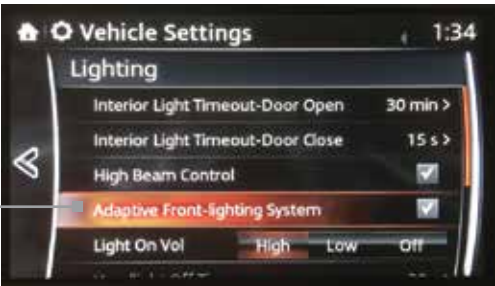 Vehicle Settings 1:34
Lighting
Interior Light Timeout-Door Open 30 min >
Interior Light Timeout-Door Close 15 s >
High Beam Control
Adaptive Front-lighting System
Light On Vol High Low Off